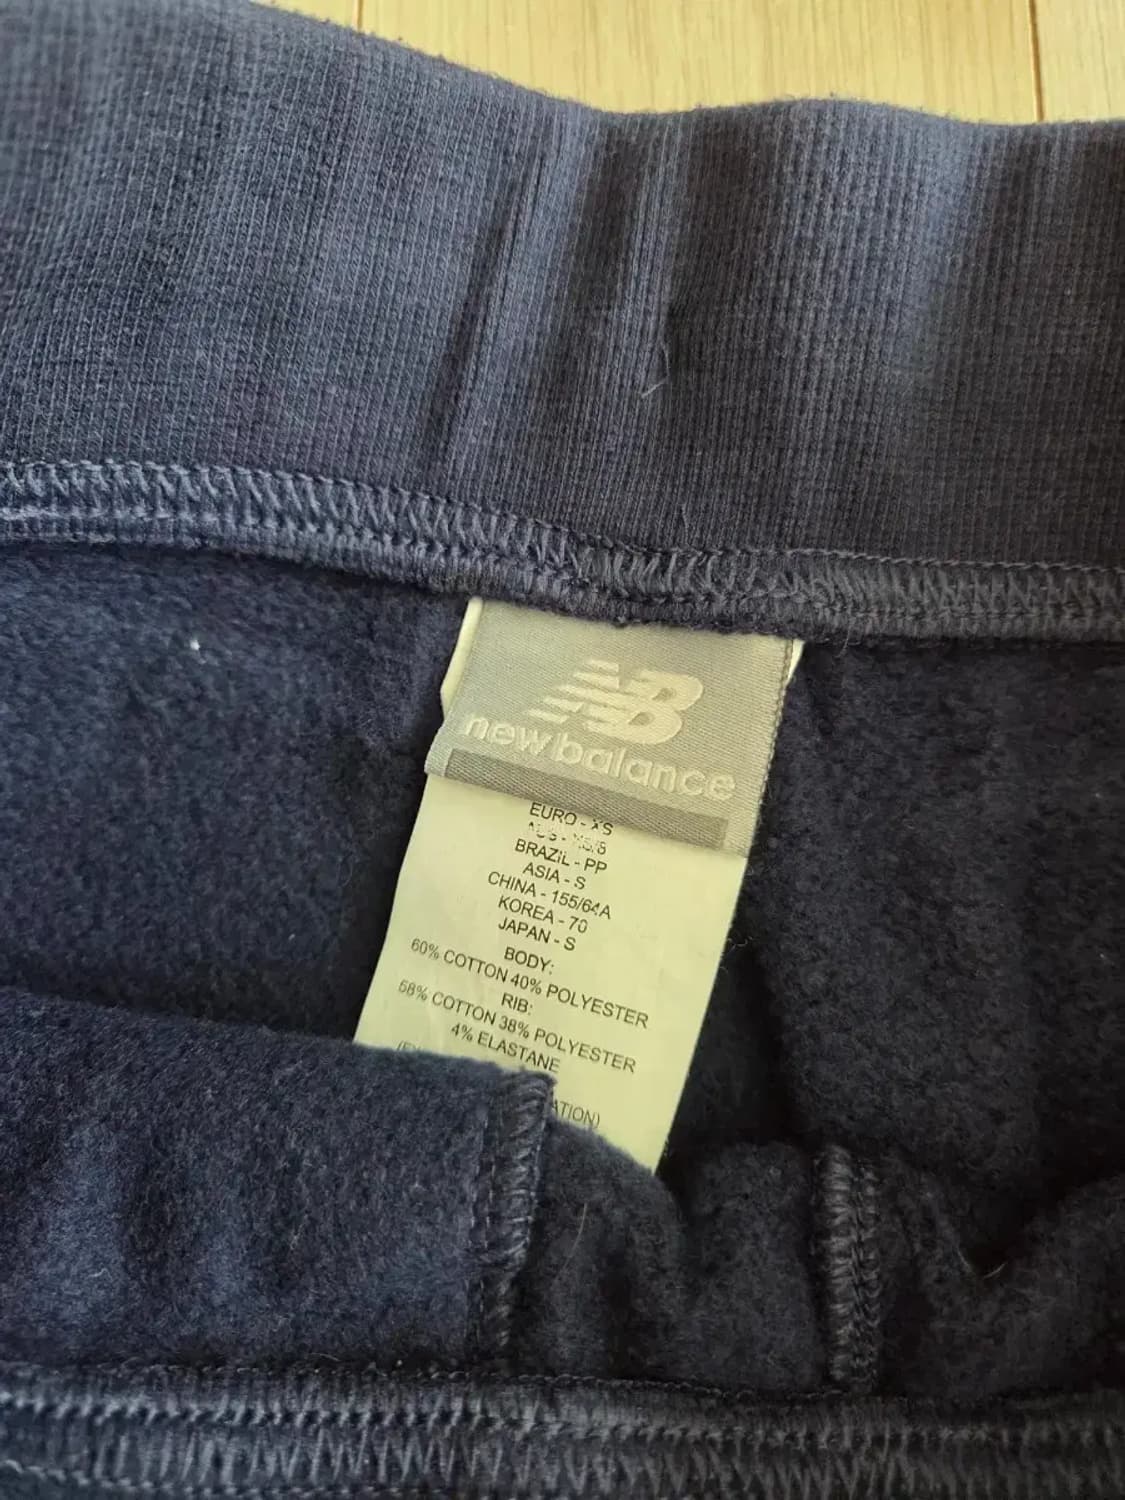 NB
new balance
EURO - XS
BRAZIL - PP
ASIA - S
CHINA - 155/64A
KOREA - 70
JAPAN - S
BODY:
60% COTTON 40% POLYESTER
RIB:
58% COTTON 38% POLYESTER
4% ELASTANE